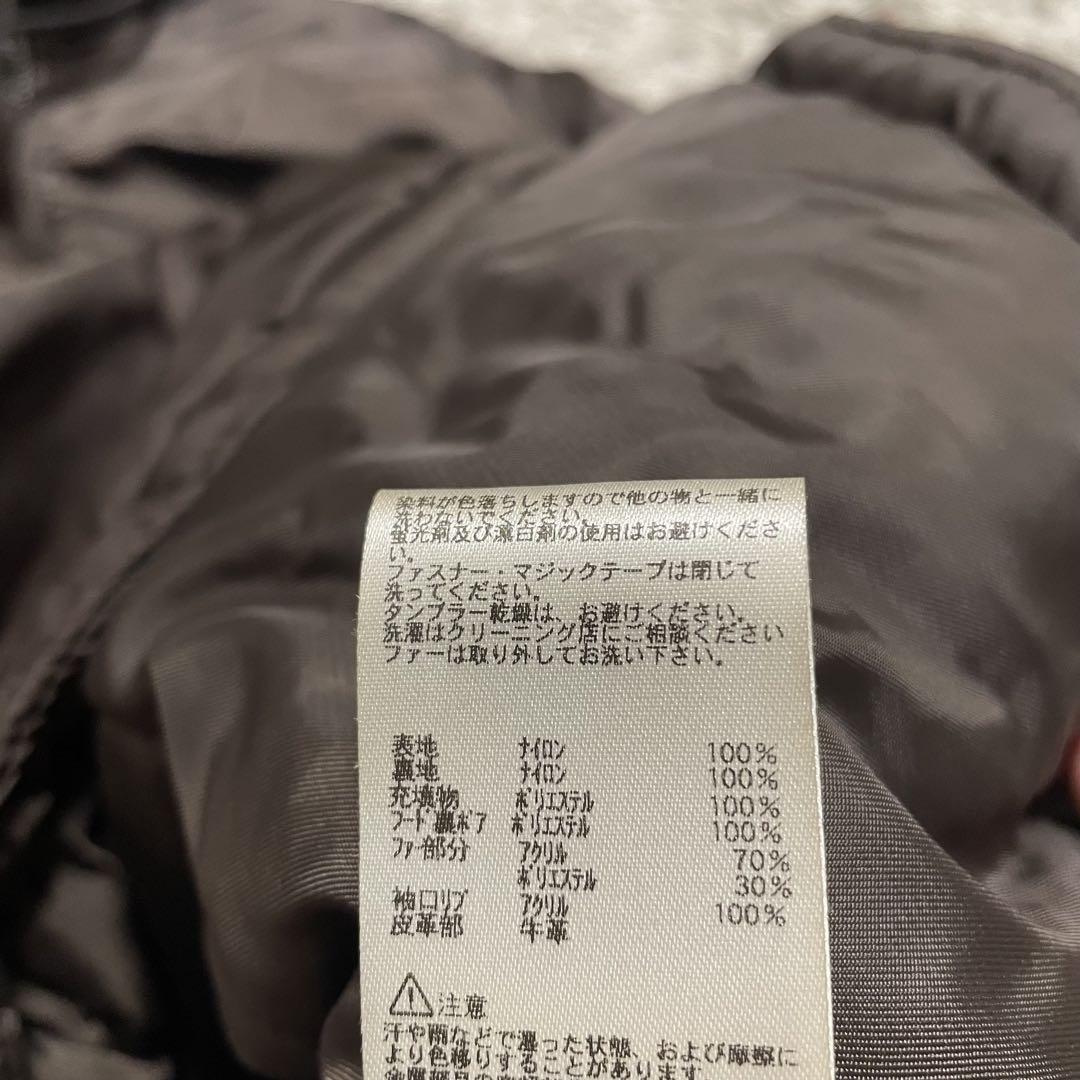 染料が色落ちしますので他の物と一緒に
洗わないでください。
蛍光剤及び漂白剤の使用はお避けくださ
い。
ファスナー・マジックテープは閉じて
洗ってください。
タンブラー乾燥は、お避けください。
洗濯はクリーニング店にご相談ください
ファーは取り外してお洗い下さい。
表地 ﾅｲﾛﾝ 100%
裏地 ﾅｲﾛﾝ 100%
充填物 ﾎﾟﾘｴｽﾃﾙ 100%
ﾌｰﾄﾞ裏ﾎﾞｱ ﾎﾟﾘｴｽﾃﾙ 100%
ﾌｧｰ部分 ｱｸﾘﾙ 70%
ﾎﾟﾘｴｽﾃﾙ 30%
袖口ﾘﾌﾞ ｱｸﾘﾙ 100%
皮革部 牛革
注意
汗や雨などで湿った状態、および摩擦に
より色移りすることがあります